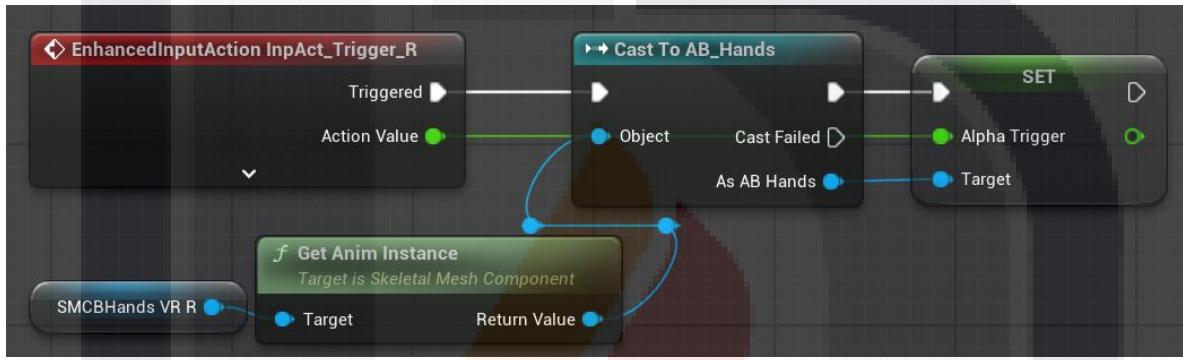 EnhancedInputAction InpAct_Trigger_R
Triggered
Action Value
Cast To AB_Hands
Object
Cast Failed
As AB Hands
SET
Alpha Trigger
Target
f Get Anim Instance
Target is Skeletal Mesh Component
SMCBHands VR R
Target
Return Value